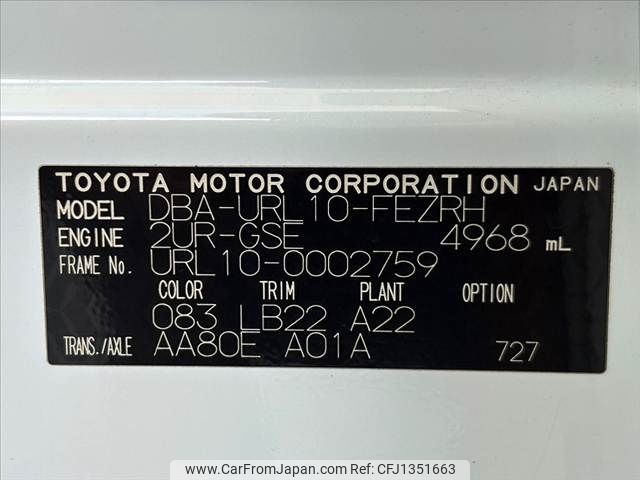 TOYOTA MOTOR CORPORATION JAPAN
MODEL DBA-URL10-FEZRH
ENGINE 2UR-GSE 4968 mL
FRAME No. URL10-0002759
COLOR TRIM PLANT OPTION
083 LB22 A22
TRANS./AXLE AA80E A01A 727
www.CarFromJapan.com - CFJ1351663